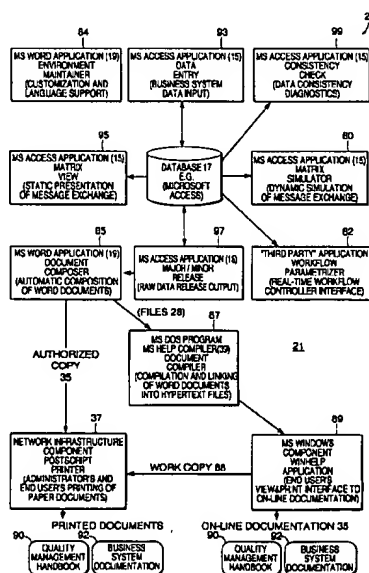 2
84
MS WORD APPLICATION (19)
ENVIRONMENT
MAINTAINER
(CUSTOMIZATION AND
LANGUAGE SUPPORT)
93
MS ACCESS APPLICATION (15)
DATA
ENTRY
(BUSINESS SYSTEM
DATA INPUT)
99
MS ACCESS APPLICATION (15)
CONSISTENCY
CHECK
(DATA CONSISTENCY
DIAGNOSTICS)
95
MS ACCESS APPLICATION (15)
MATRIX
VIEW
(STATIC PRESENTATION
OF MESSAGE EXCHANGE)
DATABASE 17
E.G.
(MICROSOFT
ACCESS)
80
MS ACCESS APPLICATION (15)
MATRIX
SIMULATOR
(DYNAMIC SIMULATION
OF MESSAGE EXCHANGE)
85
MS WORD APPLICATION (19)
DOCUMENT
COMPOSER
(AUTOMATIC COMPOSITION
OF WORD DOCUMENTS)
97
MS ACCESS APPLICATION (15)
MAJOR / MINOR
RELEASE
(RAW DATA RELEASE OUTPUT)
82
"THIRD PARTY" APPLICATION
WORKFLOW
PARAMETRIZER
(REAL-TIME WORKFLOW
CONTROLLER INTERFACE)
(FILES 28)
87
MS DOS PROGRAM
MS HELP COMPILER(39)
DOCUMENT
COMPILER
(COMPILATION AND LINKING
OF WORD DOCUMENTS
INTO HYPERTEXT FILES)
21
AUTHORIZED
COPY
35
37
NETWORK INFRASTRUCTURE
COMPONENT
POSTSCRIPT
PRINTER
(ADMINISTRATOR'S AND
END USER'S PRINTING OF
PAPER DOCUMENTS)
WORK COPY 88
89
MS WINDOWS
COMPONENT
WINHELP
APPLICATION
(END USER'S
VIEW&PRINT INTERFACE TO
ON-LINE DOCUMENTATION)
PRINTED DOCUMENTS
ON-LINE DOCUMENTATION 35
90
QUALITY
MANAGEMENT
HANDBOOK
92
BUSINESS
SYSTEM
DOCUMENTATION
90
QUALITY
MANAGEMENT
HANDBOOK
92
BUSINESS
SYSTEM
DOCUMENTATION